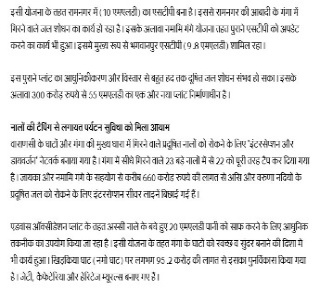 इसी योजना के तहत रामनगर में ( 10 एमएलडी) का एसटीपी बना है। इससे रामनगर की आबादी के गंगा में
गिरने वाले जल शोधन का कार्य हो रहा है। इसके अलावा नमामि गंगे योजना तहत पुराने एसटीपी को अपडेट
करने का कार्य भी हुआ। इसमे मुख्य रूप से भगवानपुर एसटीपी ( 9.8 एमएलडी) शामिल रहा।
इस पुराने प्लांट का आधुनिकीकरण और विस्तार से बहुत हद तक दूषित जल शोधन संभव हो सका। इसके
अलावा 300 करोड़ रुपये से 55 एमएलडी का एक और नया प्लांट निर्माणाधीन है।
नालों की टैपिंग से लगायत पर्यटन सुविधा को मिला आयाम
वाराणसी के घाटों और गंगा की मुख्य धारा में गिरने वाले प्रदूषित नालों को रोकने के लिए 'इंटरसेप्शन और
डायवर्जन' नेटवर्क बनाया गया है। गंगा में सीधे गिरने वाले 23 बड़े नालों में से 22 को पूरी तरह टैप कर दिया गया
है। जायका और नमामि गंगे के सहयोग से करीब 660 करोड़ रुपये की लागत से असि और वरुणा नदियों के
प्रदूषित जल को रोकने के लिए इंटरसेप्शन सीवर लाइनें बिछाई गई हैं।
एडवांस ऑक्सीडेशन प्लांट के तहत अस्सी नाले के बचे हुए 20 एमएलडी पानी को साफ करने के लिए आधुनिक
तकनीक का उपयोग किया जा रहा है। इसी योजना के तहत गंगा के घाटों को स्वच्छ व सुंदर बनाने की दिशा में
भी कार्य हुआ। खिड़किया घाट (नमो घाट) पर लगभग 95.2 करोड़ की लागत से इसका पुनर्विकास किया गया
है। जेटी, कैफेटेरिया और हेरिटेज म्यूरल्स बनाए गए हैं।